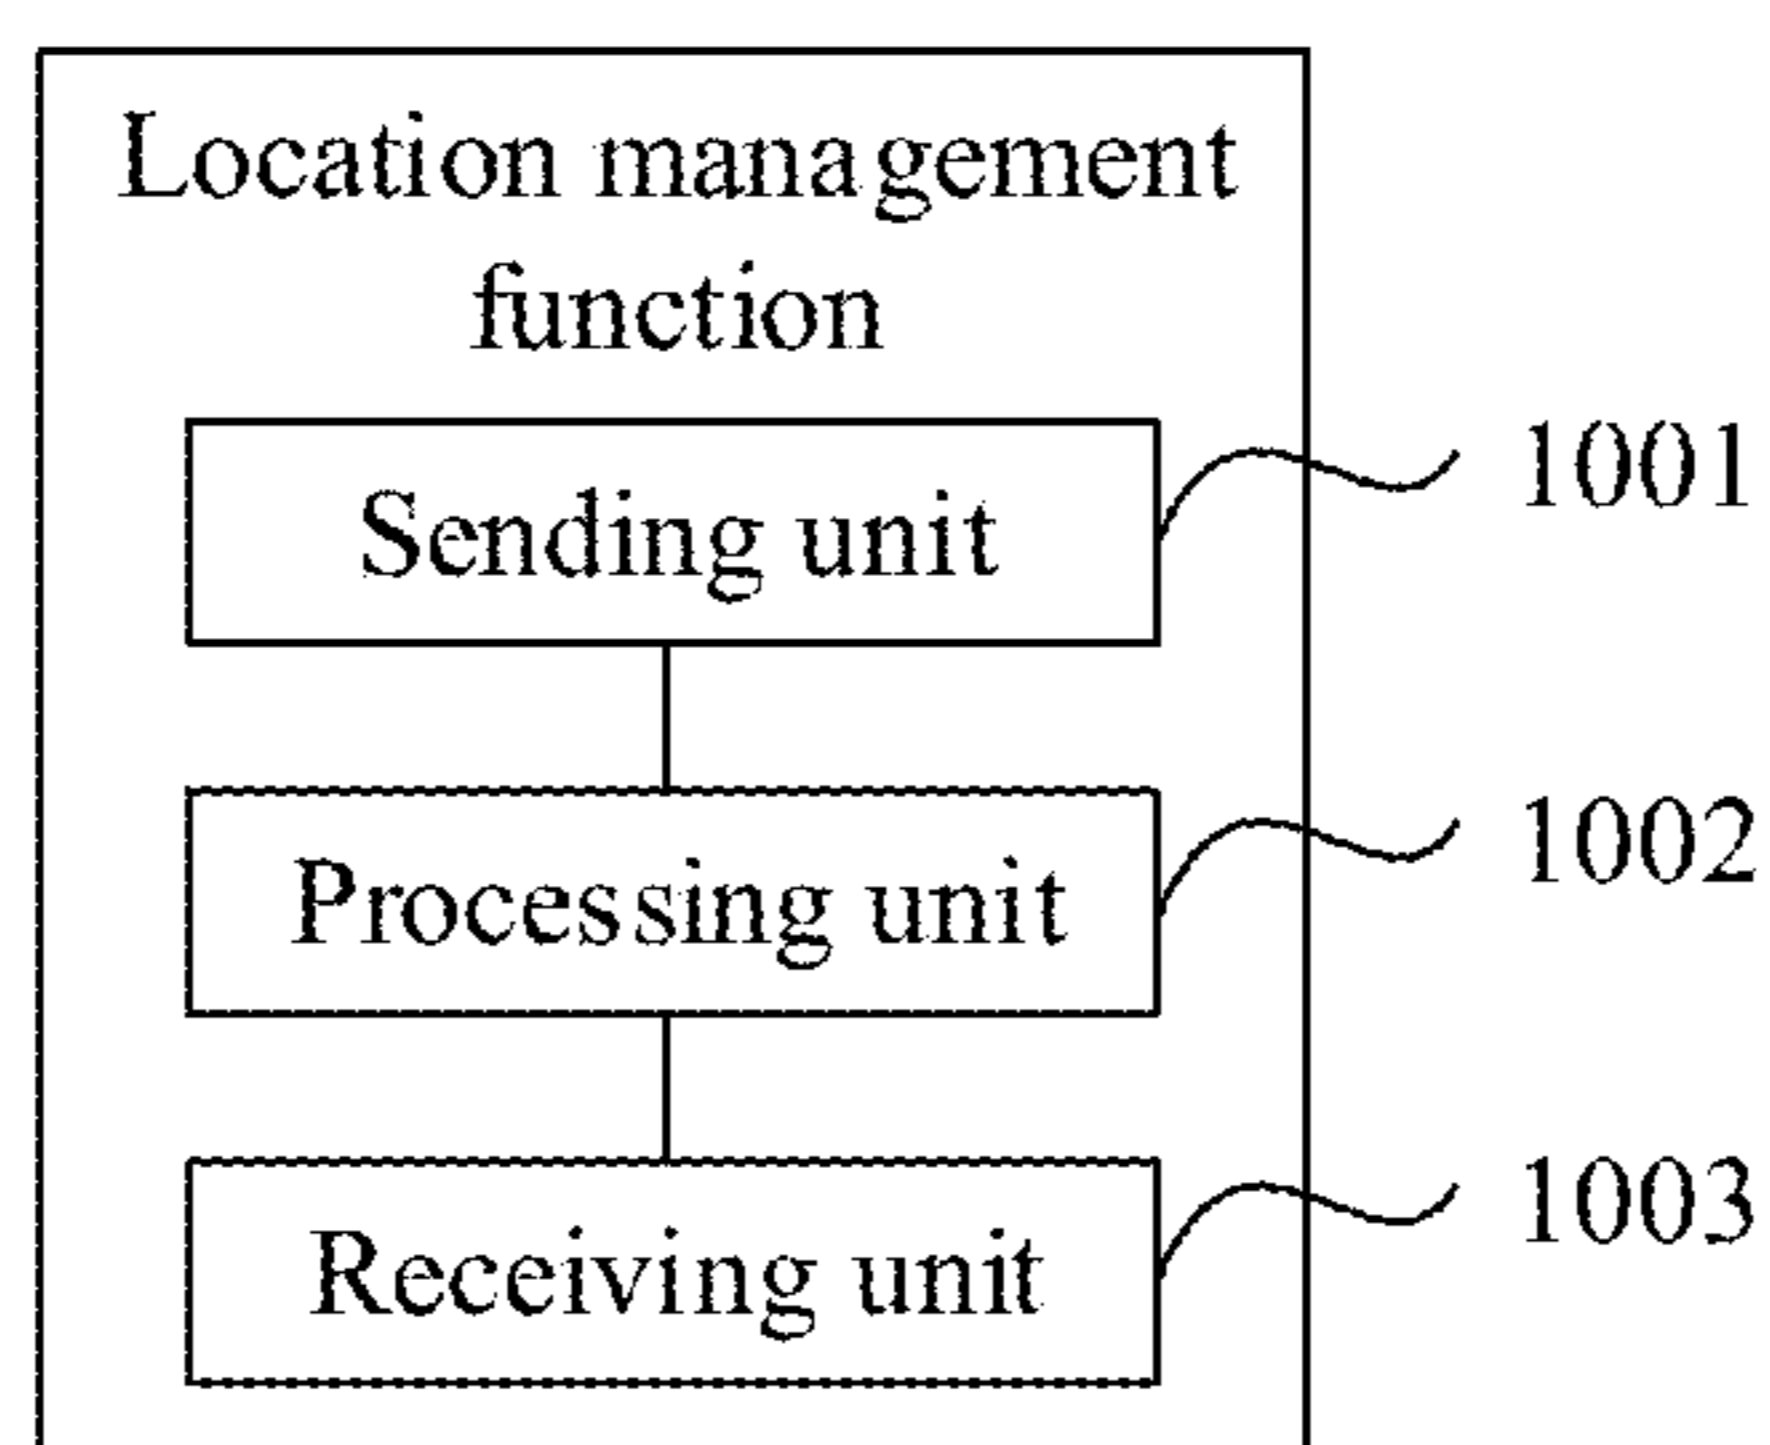 Location management
function
Sending unit
1001
Processing unit
1002
Receiving unit
1003